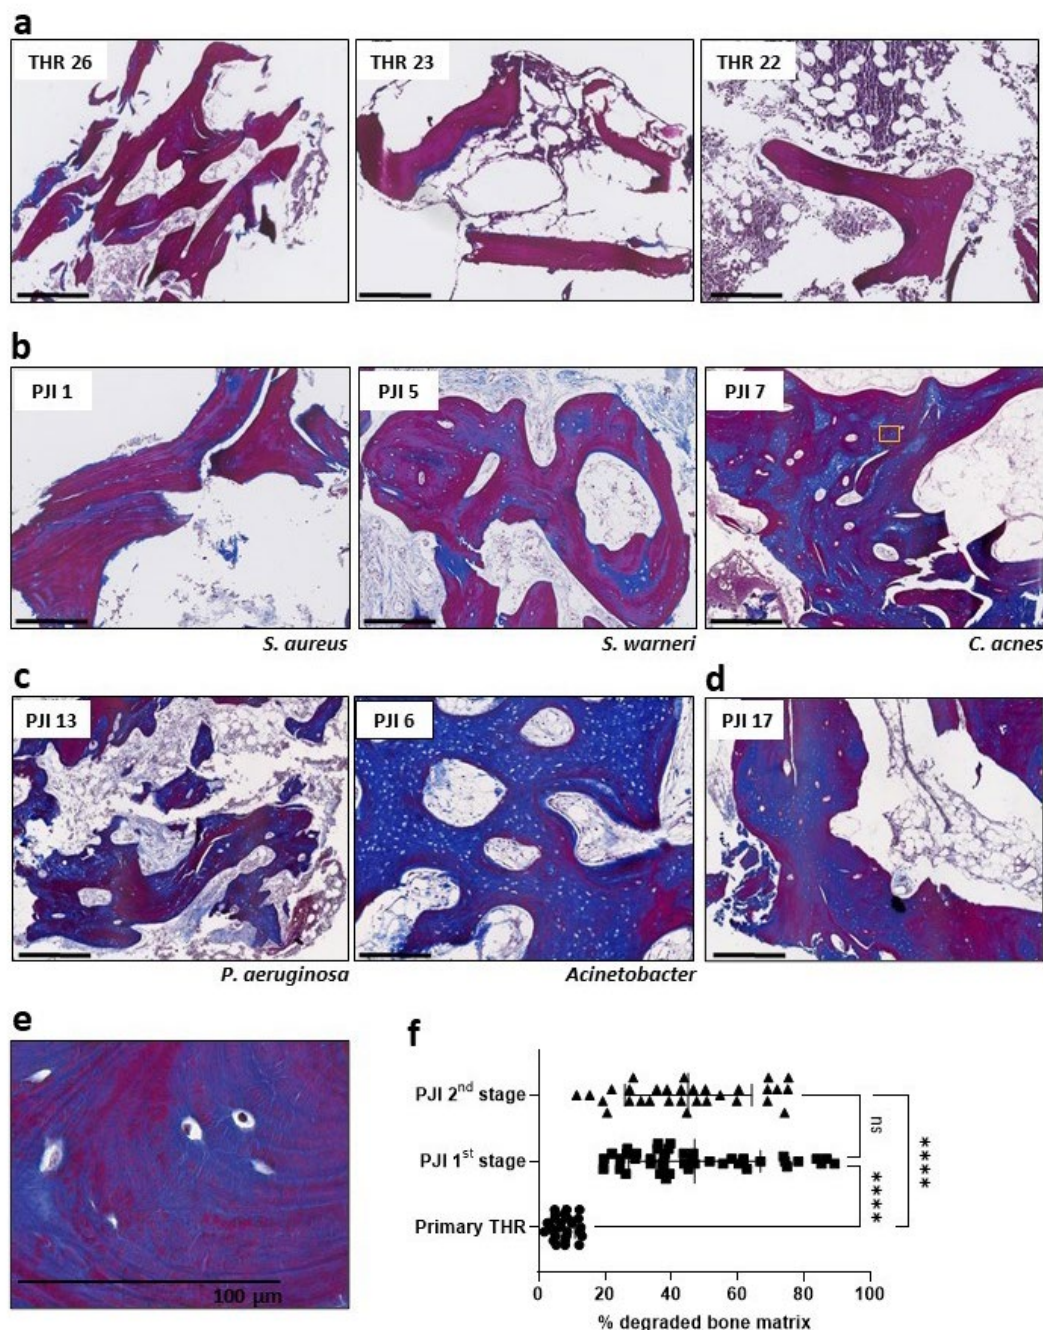 a
THR 26
THR 23
THR 22
b
PJI 1
PJI 5
PJI 7
S. aureus
S. warneri
C. acnes
c
d
PJI 13
PJI 6
PJI 17
P. aeruginosa
Acinetobacter
e
100 µm
f
PJI 2nd stage
PJI 1st stage
Primary THR
ns
****
****
0 20 40 60 80 100
% degraded bone matrix